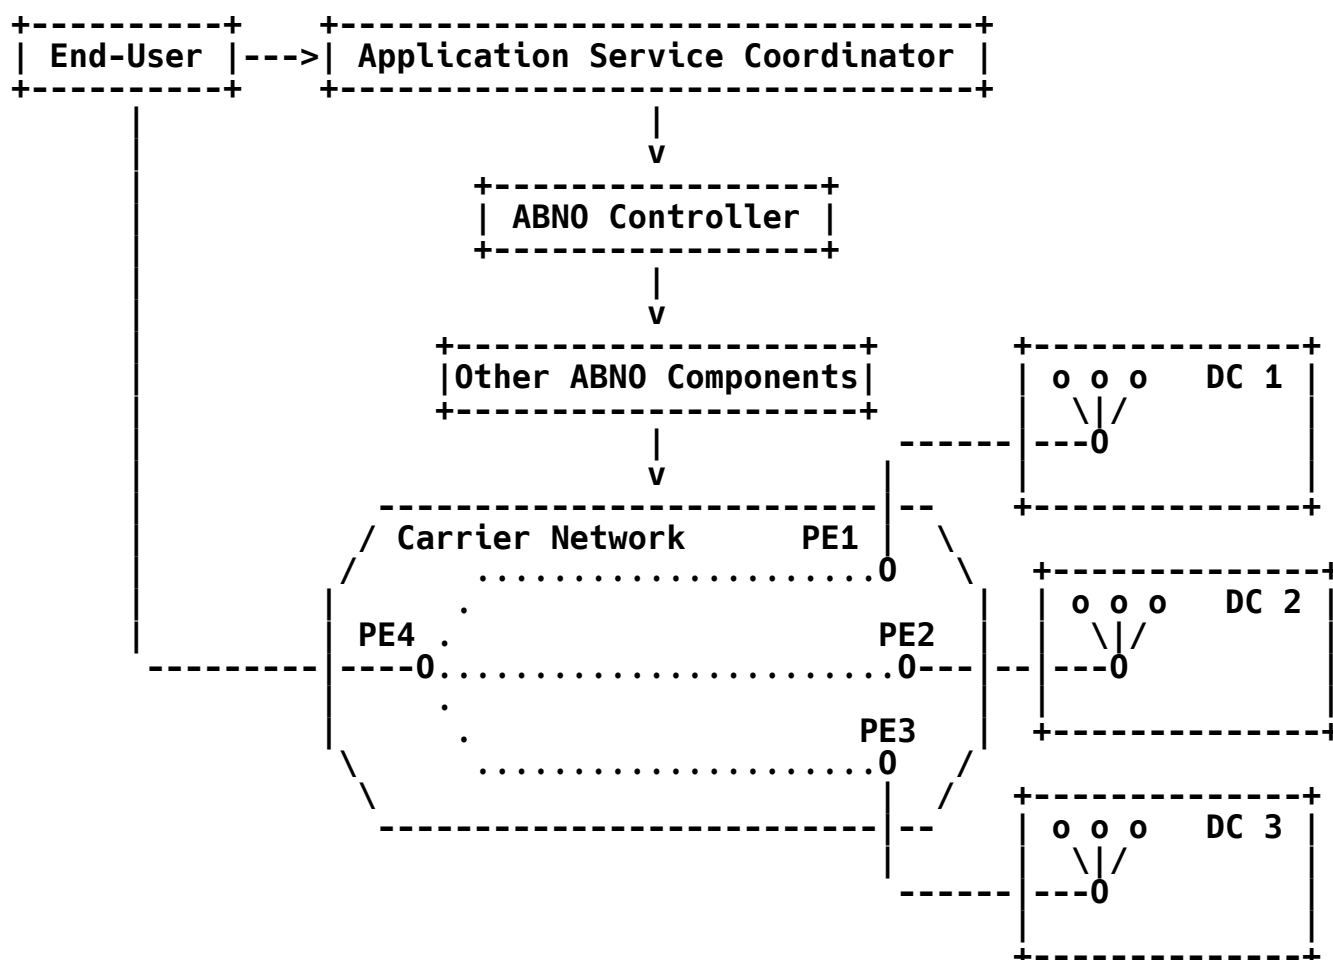 End-User Application Service Coordinator
ABNO Controller
Other ABNO Components
o o o DC 1
O
Carrier Network PE1
O
o o o DC 2
PE4 PE2
O O O
PE3
O
o o o DC 3
O